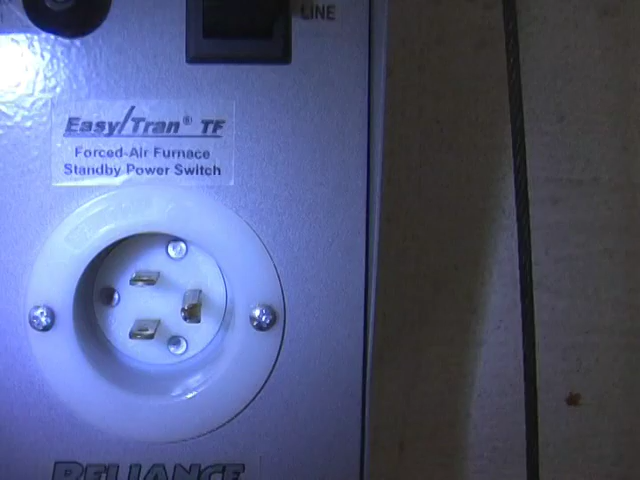 LINE
Easy/Tran® TF
Forced-Air Furnace
Standby Power Switch
RELIANCE